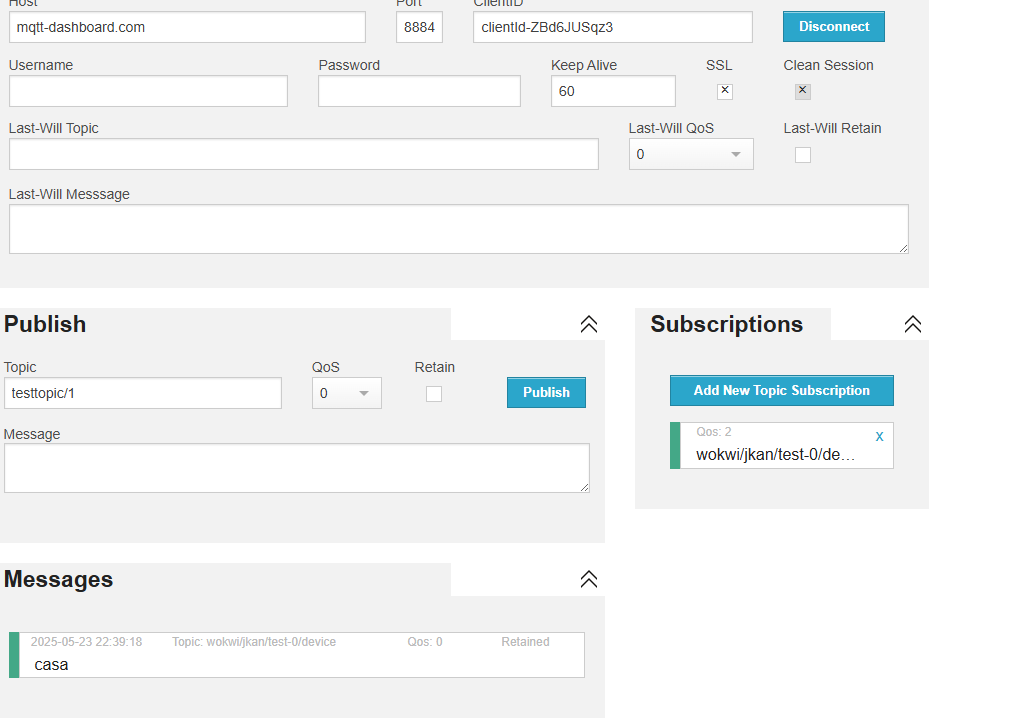 Host Port ClientID
mqtt-dashboard.com 8884 clientId-ZBd6JUSqz3 Disconnect
Username Password Keep Alive SSL Clean Session
60
Last-Will Topic Last-Will QoS Last-Will Retain
0
Last-Will Messsage
Publish
Topic QoS Retain
testtopic/1 0 Publish
Message
Subscriptions
Add New Topic Subscription
Qos: 2 x
wokwi/jkan/test-0/de…
Messages
2025-05-23 22:39:18 Topic: wokwi/jkan/test-0/device Qos: 0 Retained
casa